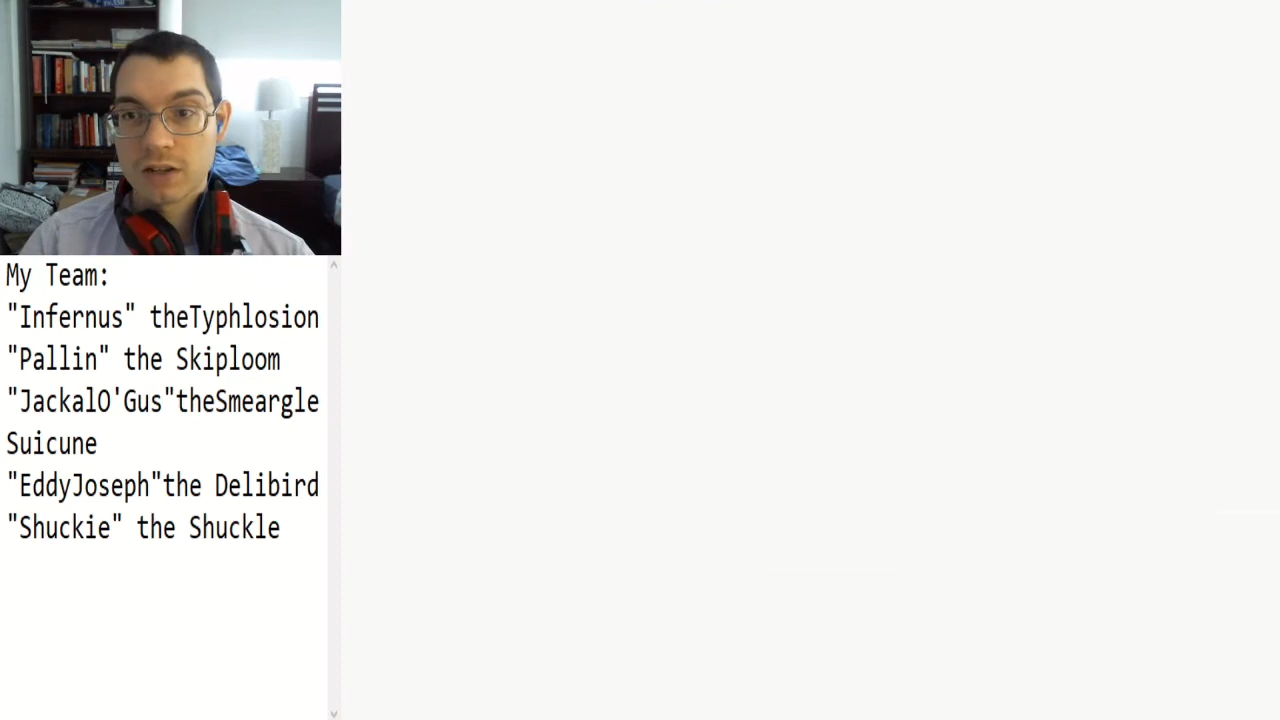 My Team:
"Infernus" theTyphlosion
"Pallin" the Skiploom
"JackalO'Gus"theSmeargle
Suicune
"EddyJoseph"the Delibird
"Shuckie" the Shuckle